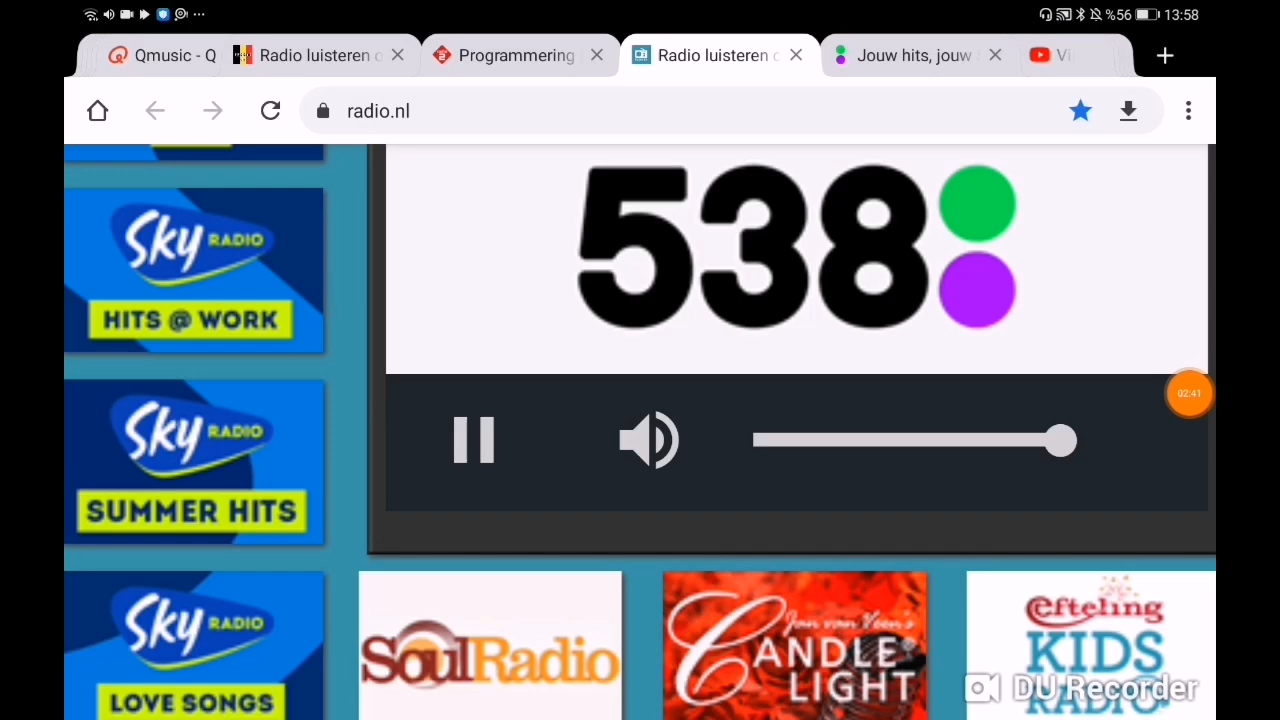 %56 13:58
Qmusic - O
Radio luisteren o
Programmering
Radio luisteren o
Jouw hits, jouw
Vi
radio.nl
538
Sky RADIO
HITS @ WORK
02:41
Sky RADIO
SUMMER HITS
Sky RADIO
LOVE SONGS
SoulRadio
Jan van Veen's
CANDLE
LIGHT
Efteling
KIDS
RADIO
DU Recorder